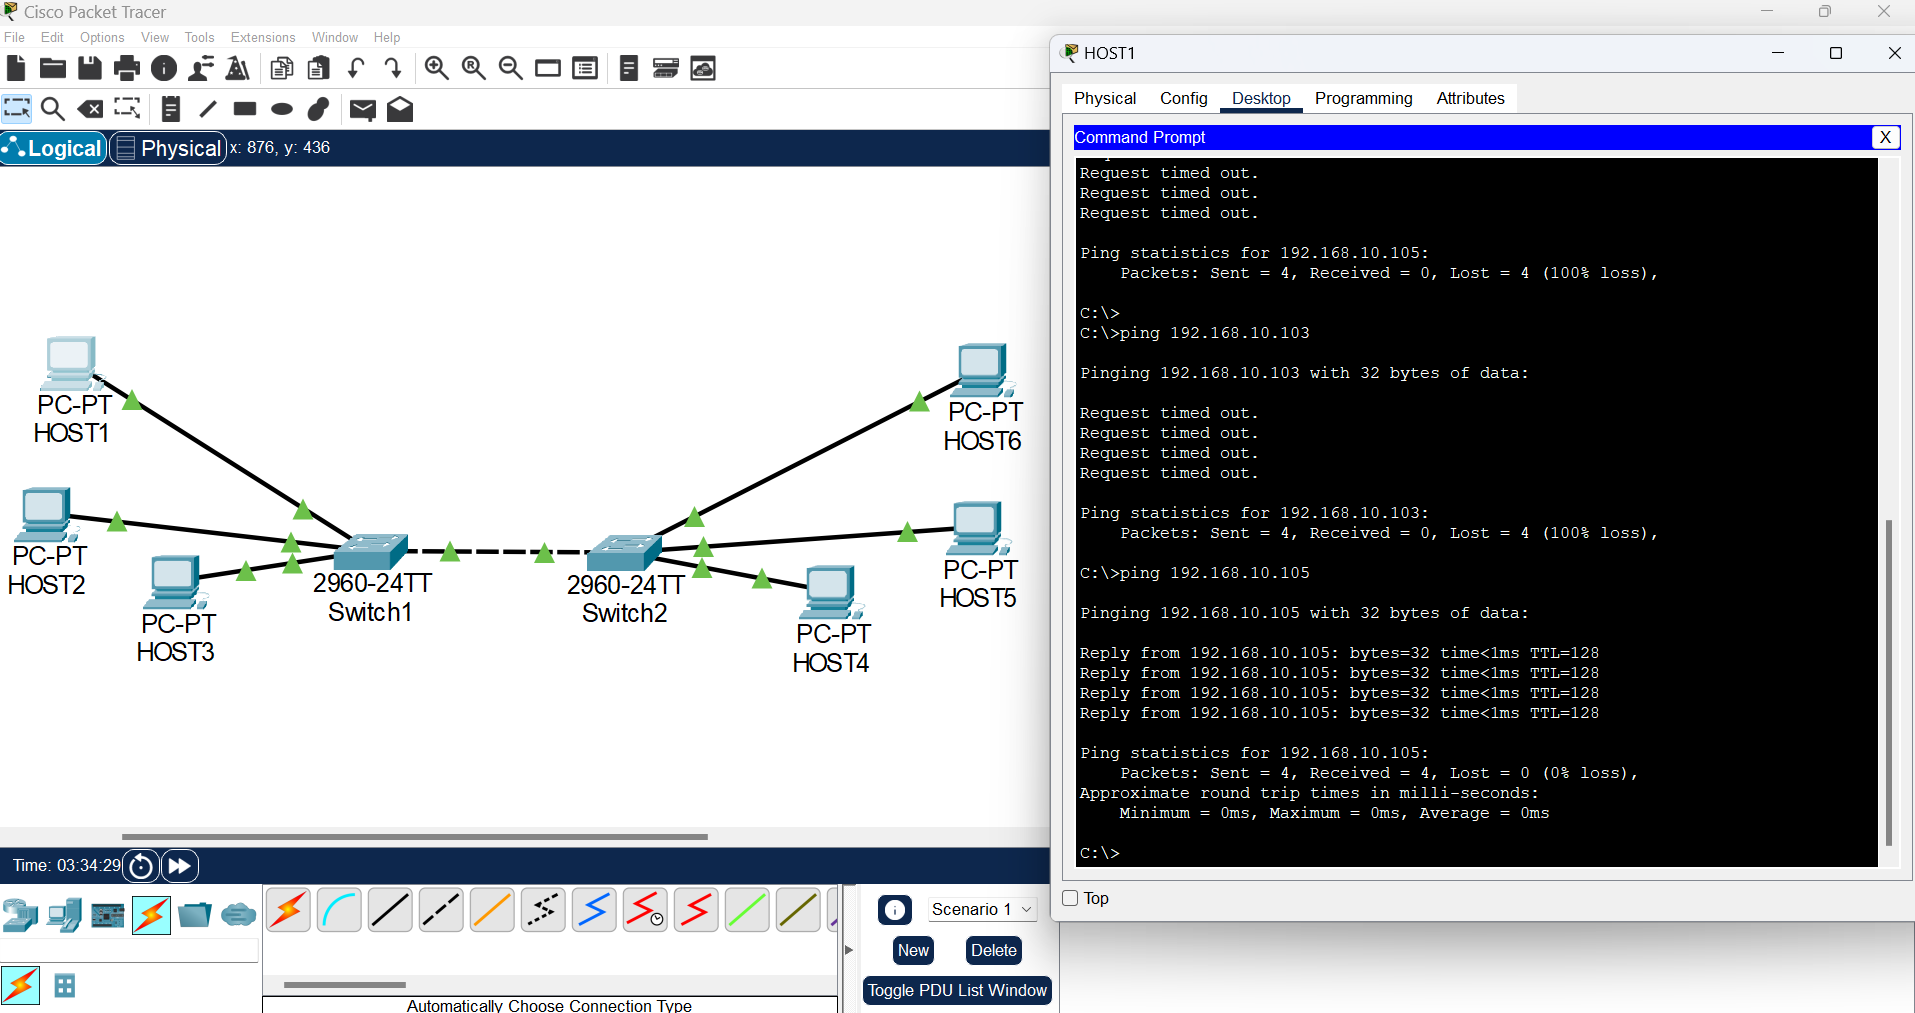 Cisco Packet Tracer
File Edit Options View Tools Extensions Window Help
Logical Physical x: 876, y: 436
PC-PT
HOST1
PC-PT
HOST2
PC-PT
HOST3
2960-24TT
Switch1
2960-24TT
Switch2
PC-PT
HOST6
PC-PT
HOST5
PC-PT
HOST4
Time: 03:34:29
Scenario 1
New Delete
Toggle PDU List Window
Automatically Choose Connection Type
HOST1
Physical Config Desktop Programming Attributes
Command Prompt X
Request timed out.
Request timed out.
Request timed out.
Ping statistics for 192.168.10.105:
Packets: Sent = 4, Received = 0, Lost = 4 (100% loss),
C:\>
C:\>ping 192.168.10.103
Pinging 192.168.10.103 with 32 bytes of data:
Request timed out.
Request timed out.
Request timed out.
Request timed out.
Ping statistics for 192.168.10.103:
Packets: Sent = 4, Received = 0, Lost = 4 (100% loss),
C:\>ping 192.168.10.105
Pinging 192.168.10.105 with 32 bytes of data:
Reply from 192.168.10.105: bytes=32 time<1ms TTL=128
Reply from 192.168.10.105: bytes=32 time<1ms TTL=128
Reply from 192.168.10.105: bytes=32 time<1ms TTL=128
Reply from 192.168.10.105: bytes=32 time<1ms TTL=128
Ping statistics for 192.168.10.105:
Packets: Sent = 4, Received = 4, Lost = 0 (0% loss),
Approximate round trip times in milli-seconds:
Minimum = 0ms, Maximum = 0ms, Average = 0ms
C:\>
Top